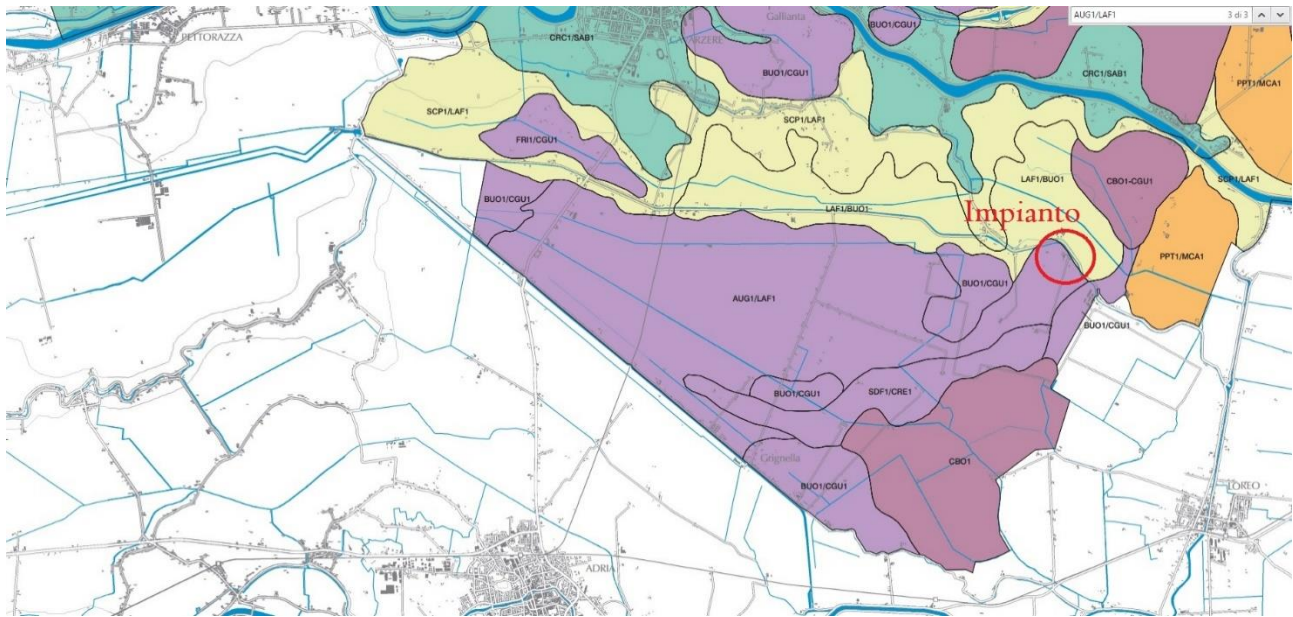 AUG1/LAF1
3 di 3
PETTORAZZA
Gallianta
BUO1/CGU1
CRC1/SAB1
CAVARZERE
BUO1/CGU1
CRC1/SAB1
PPT1/MCA1
SCP1/LAF1
SCP1/LAF1
FRI1/CGU1
LAF1/BUO1
CBO1-CGU1
SCP1/LAF1
BUO1/CGU1
LAF1/BUO1
Impianto
PPT1/MCA1
BUO1/CGU1
AUG1/LAF1
BUO1/CGU1
BUO1/CGU1
SDF1/CRE1
Grignella
CBO1
BUO1/CGU1
LOREO
ADRIA